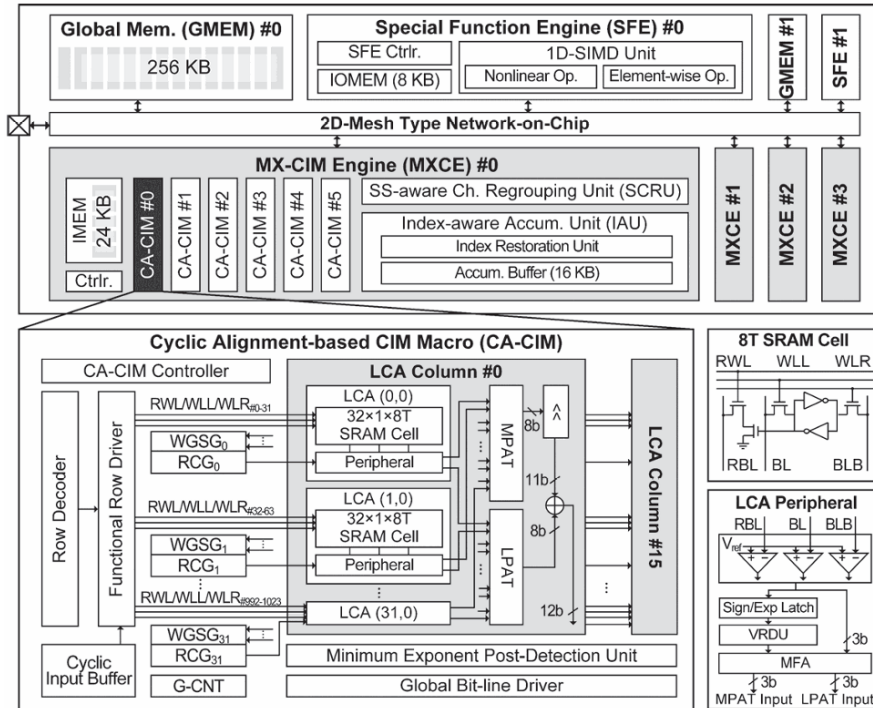 Global Mem. (GMEM) #0
256 KB
Special Function Engine (SFE) #0
SFE Ctrlr.
IOMEM (8 KB)
1D-SIMD Unit
Nonlinear Op.
Element-wise Op.
GMEM #1
SFE #1
2D-Mesh Type Network-on-Chip
MX-CIM Engine (MXCE) #0
IMEM
24 KB
Ctrlr.
CA-CIM #0
CA-CIM #1
CA-CIM #2
CA-CIM #3
CA-CIM #4
CA-CIM #5
SS-aware Ch. Regrouping Unit (SCRU)
Index-aware Accum. Unit (IAU)
Index Restoration Unit
Accum. Buffer (16 KB)
MXCE #1
MXCE #2
MXCE #3
Cyclic Alignment-based CIM Macro (CA-CIM)
CA-CIM Controller
Row Decoder
Functional Row Driver
Cyclic
Input Buffer
RWL/WLL/WLR#0-31
WGSG0
RCG0
RWL/WLL/WLR#32-63
WGSG1
RCG1
RWL/WLL/WLR#992-1023
WGSG31
RCG31
G-CNT
LCA Column #0
LCA (0,0)
32×1×8T
SRAM Cell
Peripheral
LCA (1,0)
32×1×8T
SRAM Cell
Peripheral
LCA (31,0)
MPAT
LPAT
8b
<<
11b
8b
12b
LCA Column #15
Minimum Exponent Post-Detection Unit
Global Bit-line Driver
8T SRAM Cell
RWL WLL WLR
RBL BL BLB
LCA Peripheral
RBL BL BLB
Vref
+ - + - + -
Sign/Exp Latch
VRDU
3b
MFA
3b 3b
MPAT Input LPAT Input